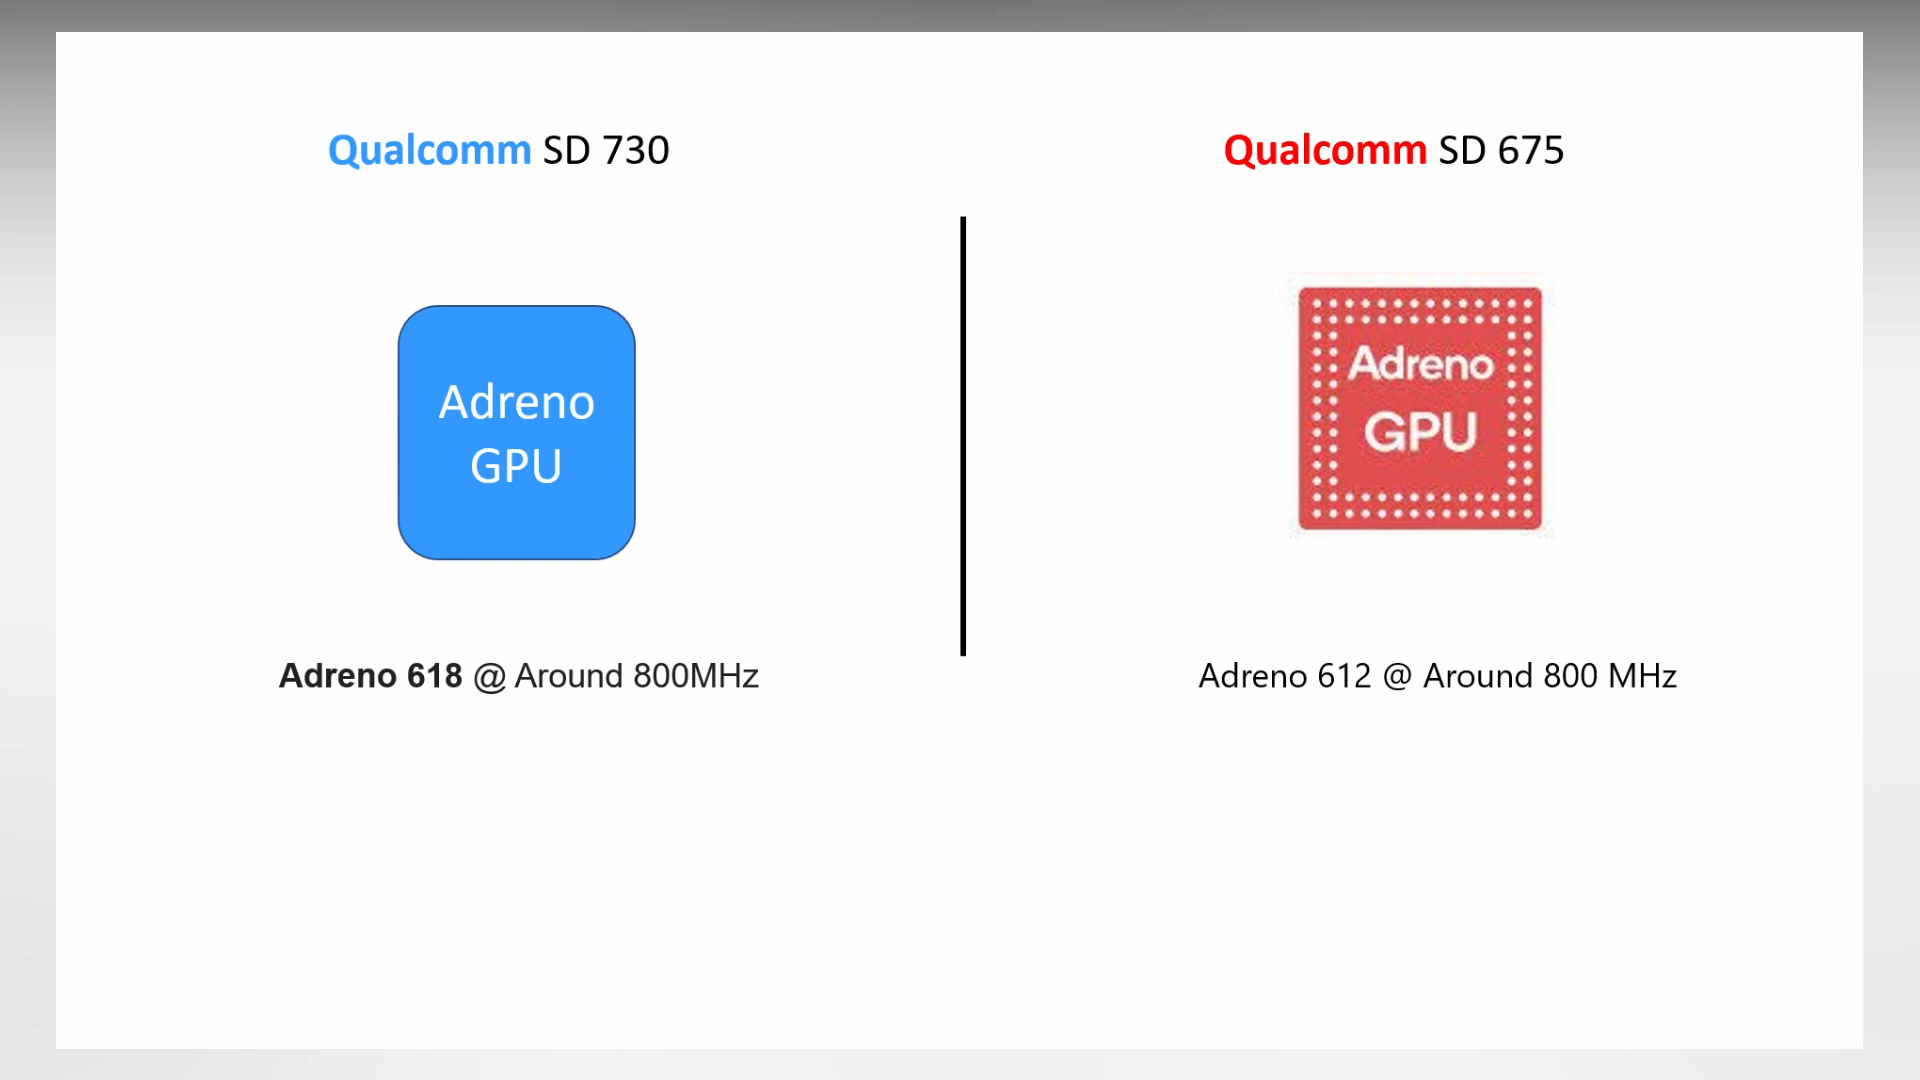 Qualcomm SD 730
Adreno
GPU
Adreno 618 @ Around 800MHz
Qualcomm SD 675
Adreno
GPU
Adreno 612 @ Around 800 MHz